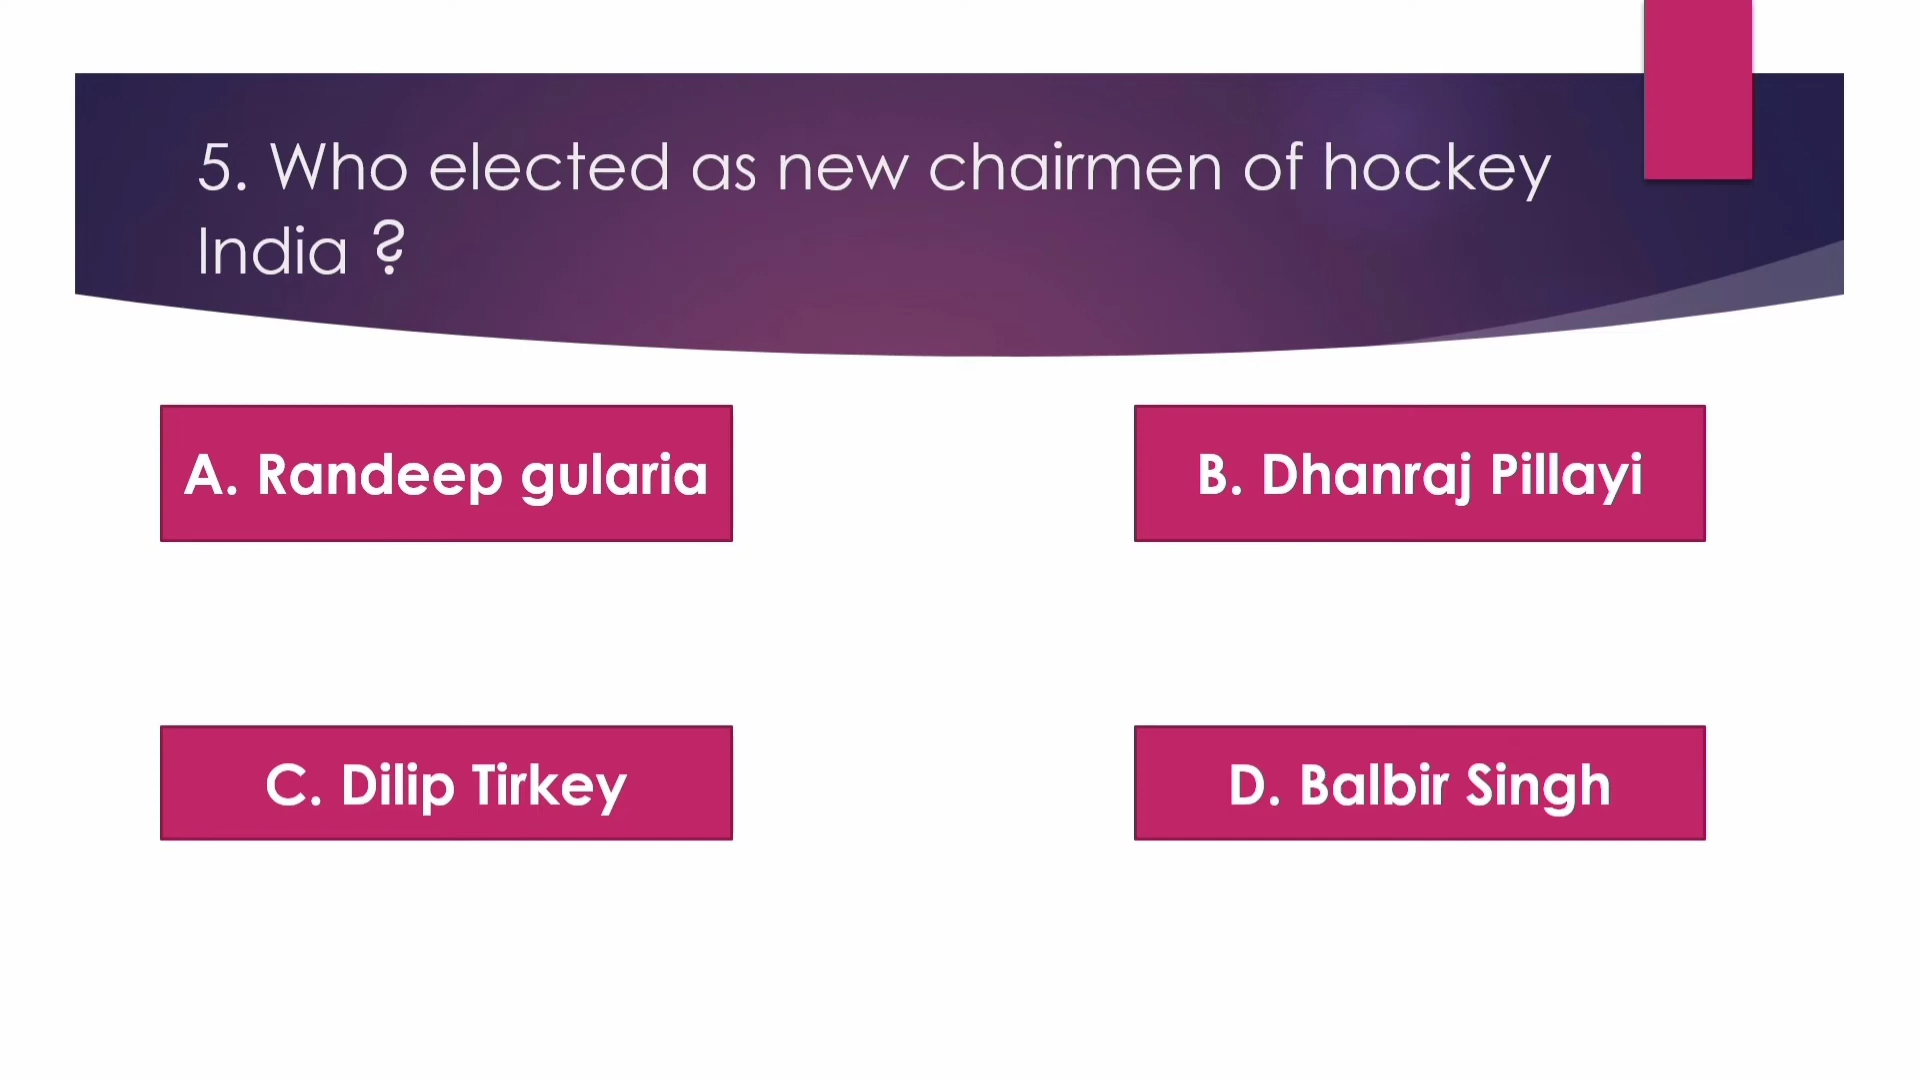 5. Who elected as new chairmen of hockey
India ?
A. Randeep gularia
B. Dhanraj Pillayi
C. Dilip Tirkey
D. Balbir Singh